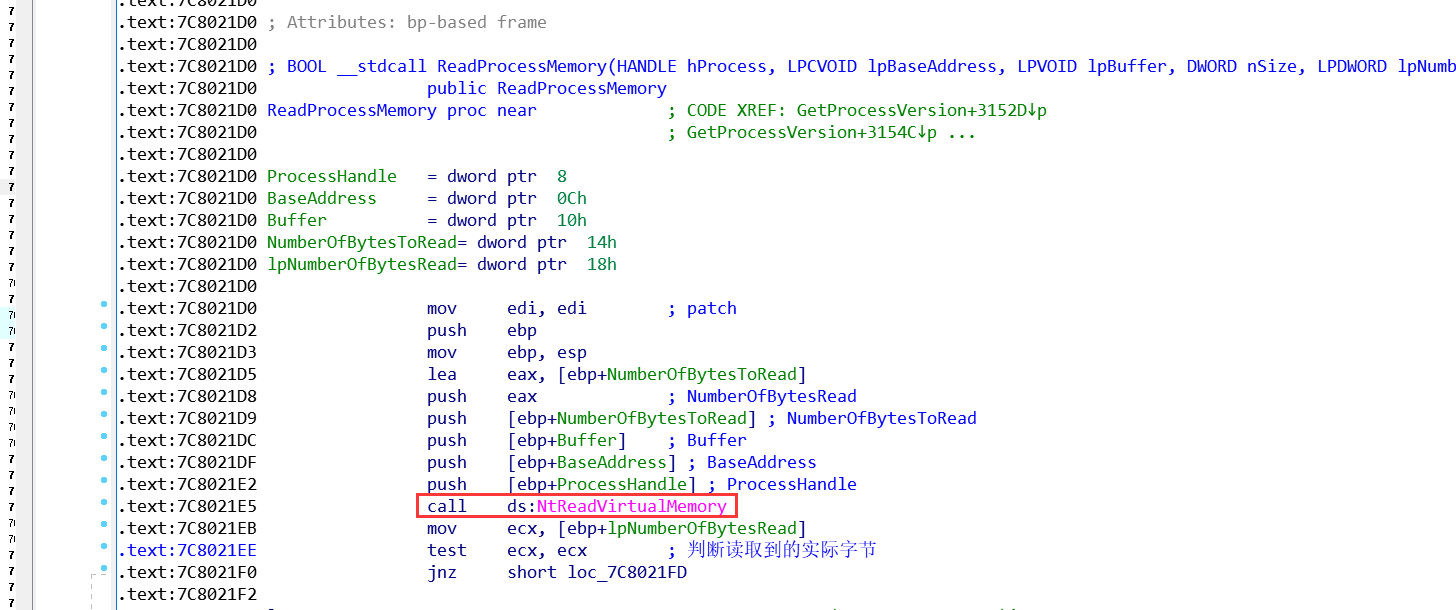 .text:7C8021D0
.text:7C8021D0 ; Attributes: bp-based frame
.text:7C8021D0
.text:7C8021D0 ; BOOL __stdcall ReadProcessMemory(HANDLE hProcess, LPCVOID lpBaseAddress, LPVOID lpBuffer, DWORD nSize, LPDWORD lpNumb
.text:7C8021D0                 public ReadProcessMemory
.text:7C8021D0 ReadProcessMemory proc near             ; CODE XREF: GetProcessVersion+3152D↓p
.text:7C8021D0                                         ; GetProcessVersion+3154C↓p ...
.text:7C8021D0
.text:7C8021D0 ProcessHandle   = dword ptr  8
.text:7C8021D0 BaseAddress     = dword ptr  0Ch
.text:7C8021D0 Buffer          = dword ptr  10h
.text:7C8021D0 NumberOfBytesToRead= dword ptr  14h
.text:7C8021D0 lpNumberOfBytesRead= dword ptr  18h
.text:7C8021D0
.text:7C8021D0                 mov     edi, edi        ; patch
.text:7C8021D2                 push    ebp
.text:7C8021D3                 mov     ebp, esp
.text:7C8021D5                 lea     eax, [ebp+NumberOfBytesToRead]
.text:7C8021D8                 push    eax             ; NumberOfBytesRead
.text:7C8021D9                 push    [ebp+NumberOfBytesToRead] ; NumberOfBytesToRead
.text:7C8021DC                 push    [ebp+Buffer]    ; Buffer
.text:7C8021DF                 push    [ebp+BaseAddress] ; BaseAddress
.text:7C8021E2                 push    [ebp+ProcessHandle] ; ProcessHandle
.text:7C8021E5                 call    ds:NtReadVirtualMemory
.text:7C8021EB                 mov     ecx, [ebp+lpNumberOfBytesRead]
.text:7C8021EE                 test    ecx, ecx        ; 判断读取到的实际字节
.text:7C8021F0                 jnz     short loc_7C8021FD
.text:7C8021F2